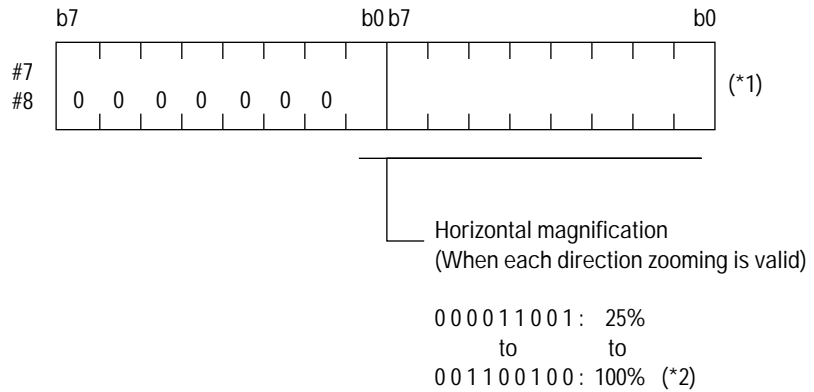 b7 b0 b7 b0
#7
#8 0 0 0 0 0 0 0
(*1)
Horizontal magnification
(When each direction zooming is valid)
0 0 0 0 1 1 0 0 1 : 25%
to to
0 0 1 1 0 0 1 0 0 : 100% (*2)